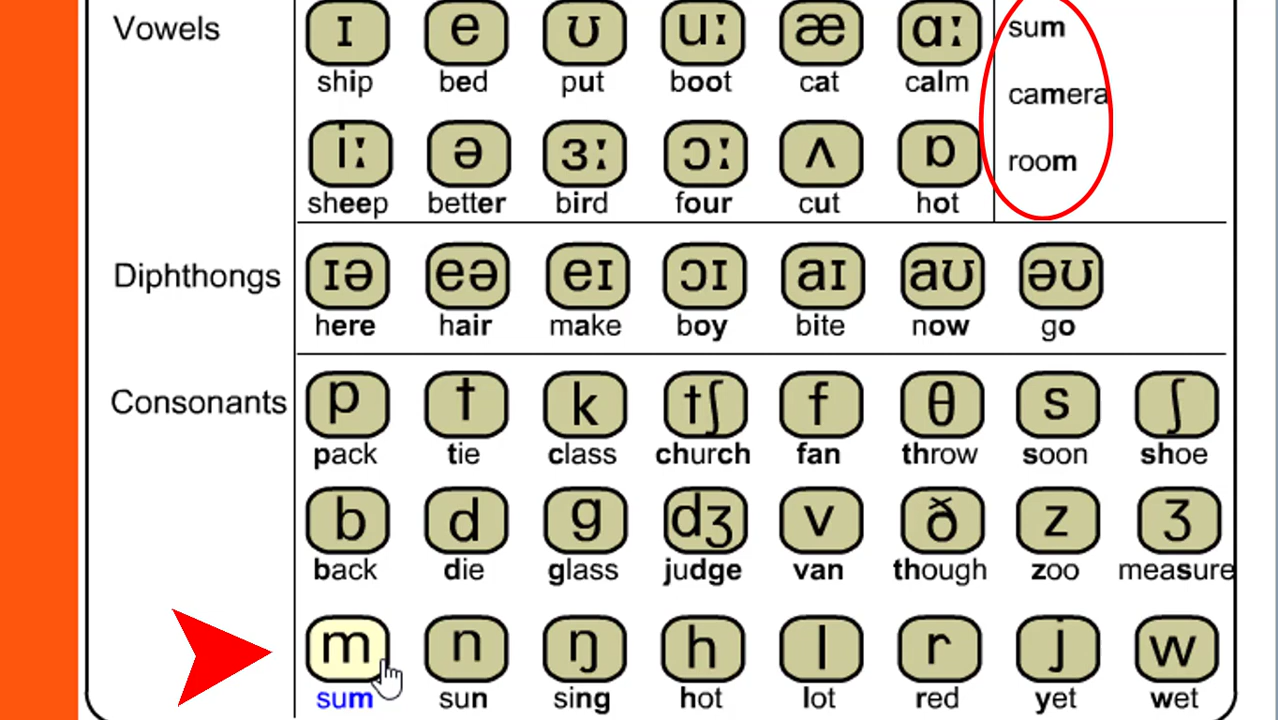 Vowels
ɪ e ʊ uː æ ɑː sum
ship bed put boot cat calm
camera
iː ə ɜː ɔː ʌ ɒ room
sheep better bird four cut hot
Diphthongs
ɪə eə eɪ ɔɪ aɪ aʊ əʊ
here hair make boy bite now go
Consonants
p t k tʃ f θ s ʃ
pack tie class church fan throw soon shoe
b d g dʒ v ð z ʒ
back die glass judge van though zoo measure
m n ŋ h l r j w
sum sun sing hot lot red yet wet